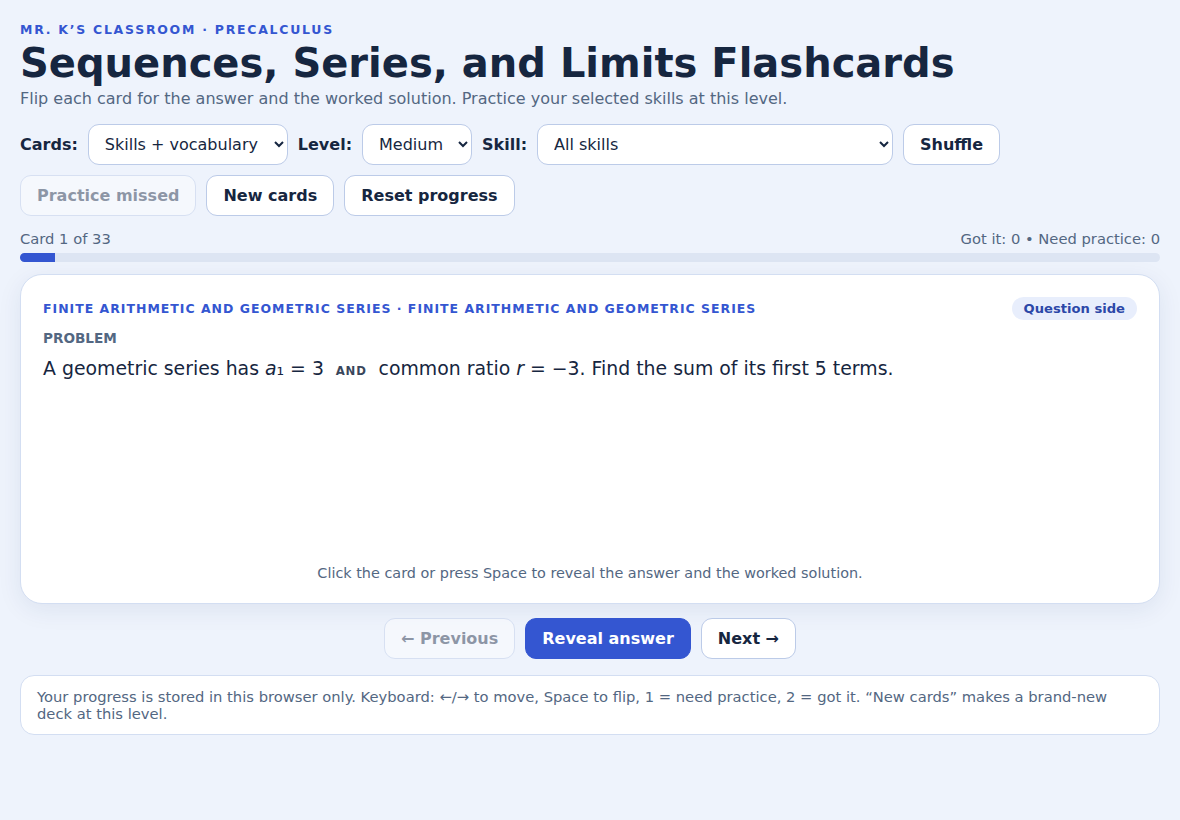 MR. K'S CLASSROOM · PRECALCULUS
Sequences, Series, and Limits Flashcards
Flip each card for the answer and the worked solution. Practice your selected skills at this level.
Cards: Skills + vocabulary Level: Medium Skill: All skills Shuffle
Practice missed New cards Reset progress
Card 1 of 33 Got it: 0 • Need practice: 0
FINITE ARITHMETIC AND GEOMETRIC SERIES · FINITE ARITHMETIC AND GEOMETRIC SERIES Question side
PROBLEM
A geometric series has a₁ = 3 AND common ratio r = −3. Find the sum of its first 5 terms.
Click the card or press Space to reveal the answer and the worked solution.
← Previous Reveal answer Next →
Your progress is stored in this browser only. Keyboard: ←/→ to move, Space to flip, 1 = need practice, 2 = got it. “New cards” makes a brand-new
deck at this level.